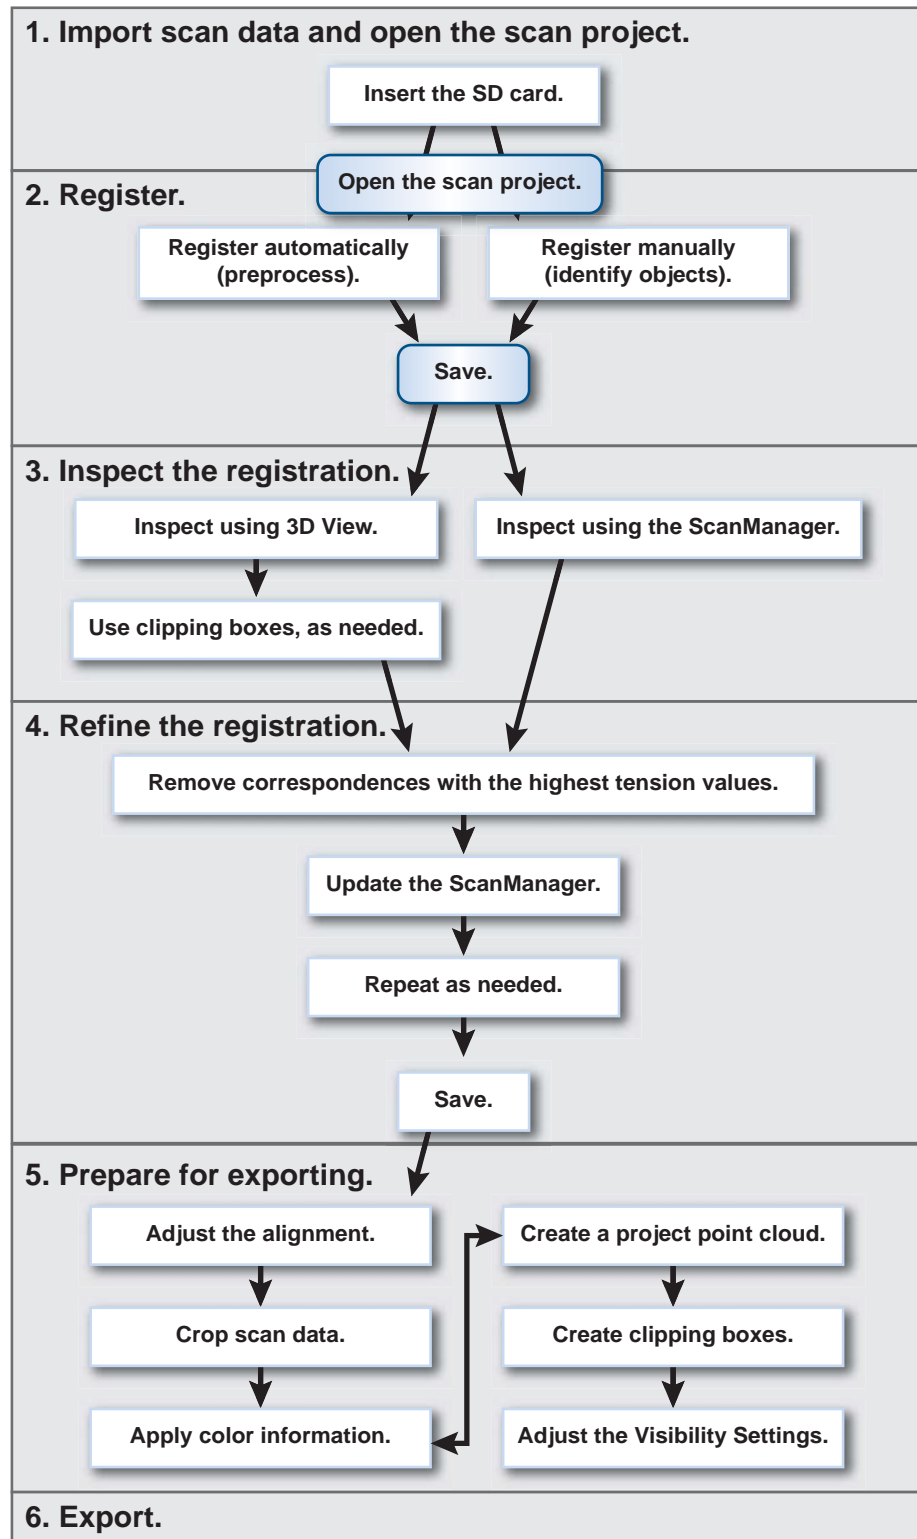 1. Import scan data and open the scan project.
Insert the SD card.
Open the scan project.
2. Register.
Register automatically
(preprocess).
Register manually
(identify objects).
Save.
3. Inspect the registration.
Inspect using 3D View.
Inspect using the ScanManager.
Use clipping boxes, as needed.
4. Refine the registration.
Remove correspondences with the highest tension values.
Update the ScanManager.
Repeat as needed.
Save.
5. Prepare for exporting.
Adjust the alignment.
Crop scan data.
Apply color information.
Create a project point cloud.
Create clipping boxes.
Adjust the Visibility Settings.
6. Export.